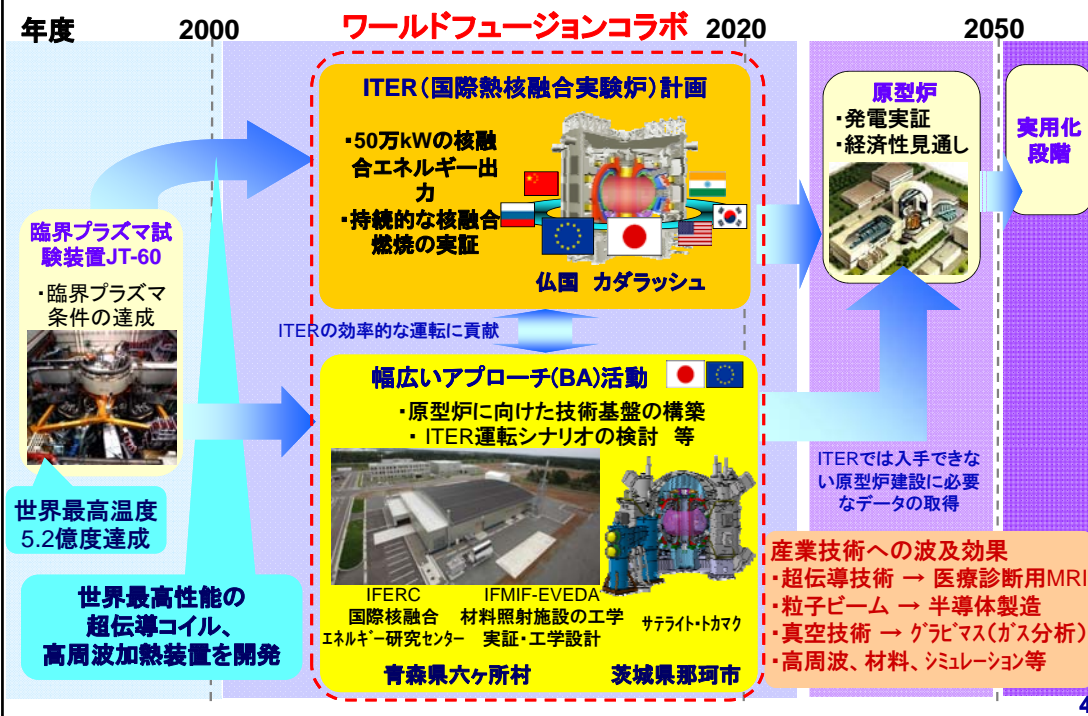 年度
2000
ワールドフュージョンコラボ
2020
2050
ITER(国際熱核融合実験炉)計画
・50万kWの核融
合エネルギー出
力
・持続的な核融合
燃焼の実証
仏国 カダラッシュ
原型炉
・発電実証
・経済性見通し
実用化
段階
臨界プラズマ試
験装置JT-60
・臨界プラズマ
条件の達成
ITERの効率的な運転に貢献
幅広いアプローチ(BA)活動
・原型炉に向けた技術基盤の構築
・ITER運転シナリオの検討 等
世界最高温度
5.2億度達成
世界最高性能の
超伝導コイル、
高周波加熱装置を開発
IFERC
国際核融合
エネルギー研究センター
IFMIF-EVEDA
材料照射施設の工学
実証・工学設計
サテライト・トカマク
青森県六ヶ所村
茨城県那珂市
ITERでは入手できな
い原型炉建設に必要
なデータの取得
産業技術への波及効果
・超伝導技術 → 医療診断用MRI
・粒子ビーム → 半導体製造
・真空技術 → グラビマス(ガス分析)
・高周波、材料、シミュレーション等